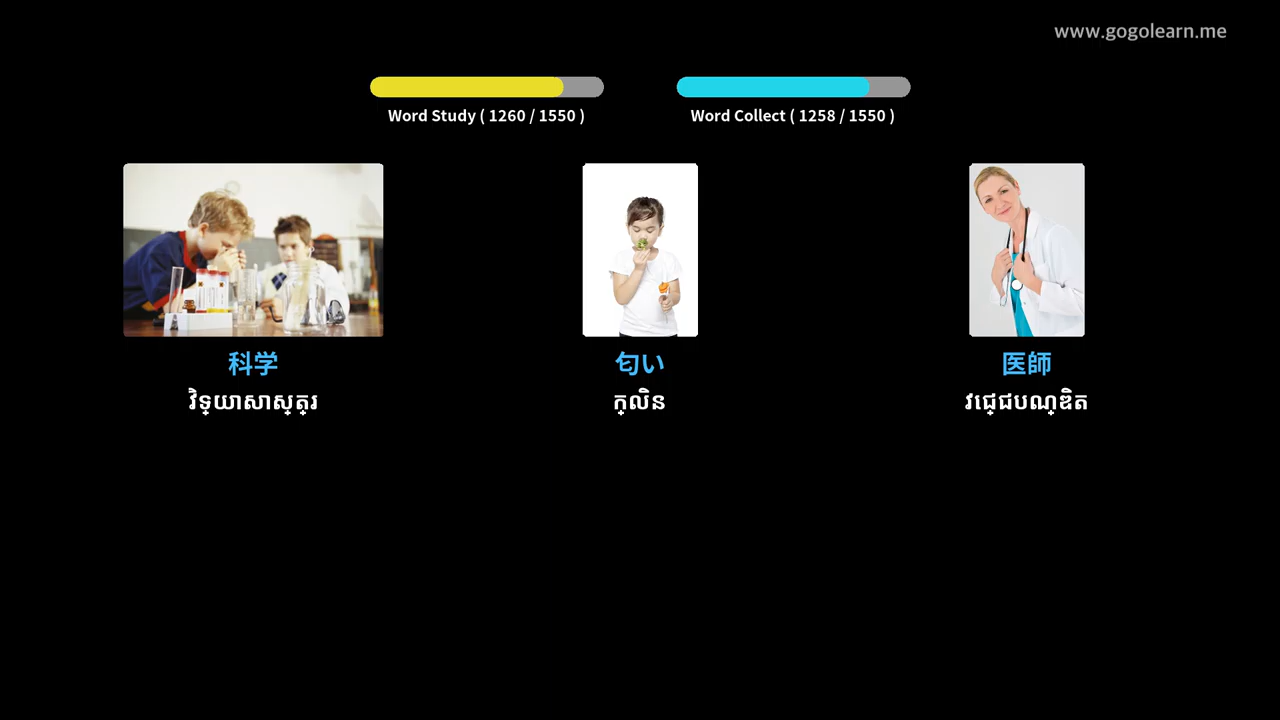 www.gogolearn.me
Word Study ( 1260 / 1550 )
Word Collect ( 1258 / 1550 )
科学
匂い
医師
វិទ្យាសាស្ត្រ
ក្លិន
វេជ្ជបណ្ឌិត